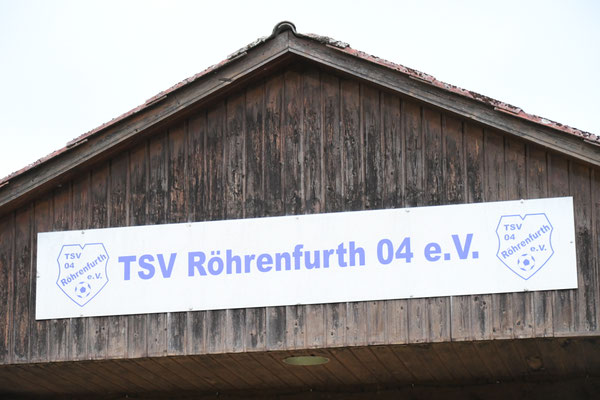 TSV
04
Röhrenfurth
e.V.
TSV Röhrenfurth 04 e.V.
TSV
04
Röhrenfurth
e.V.